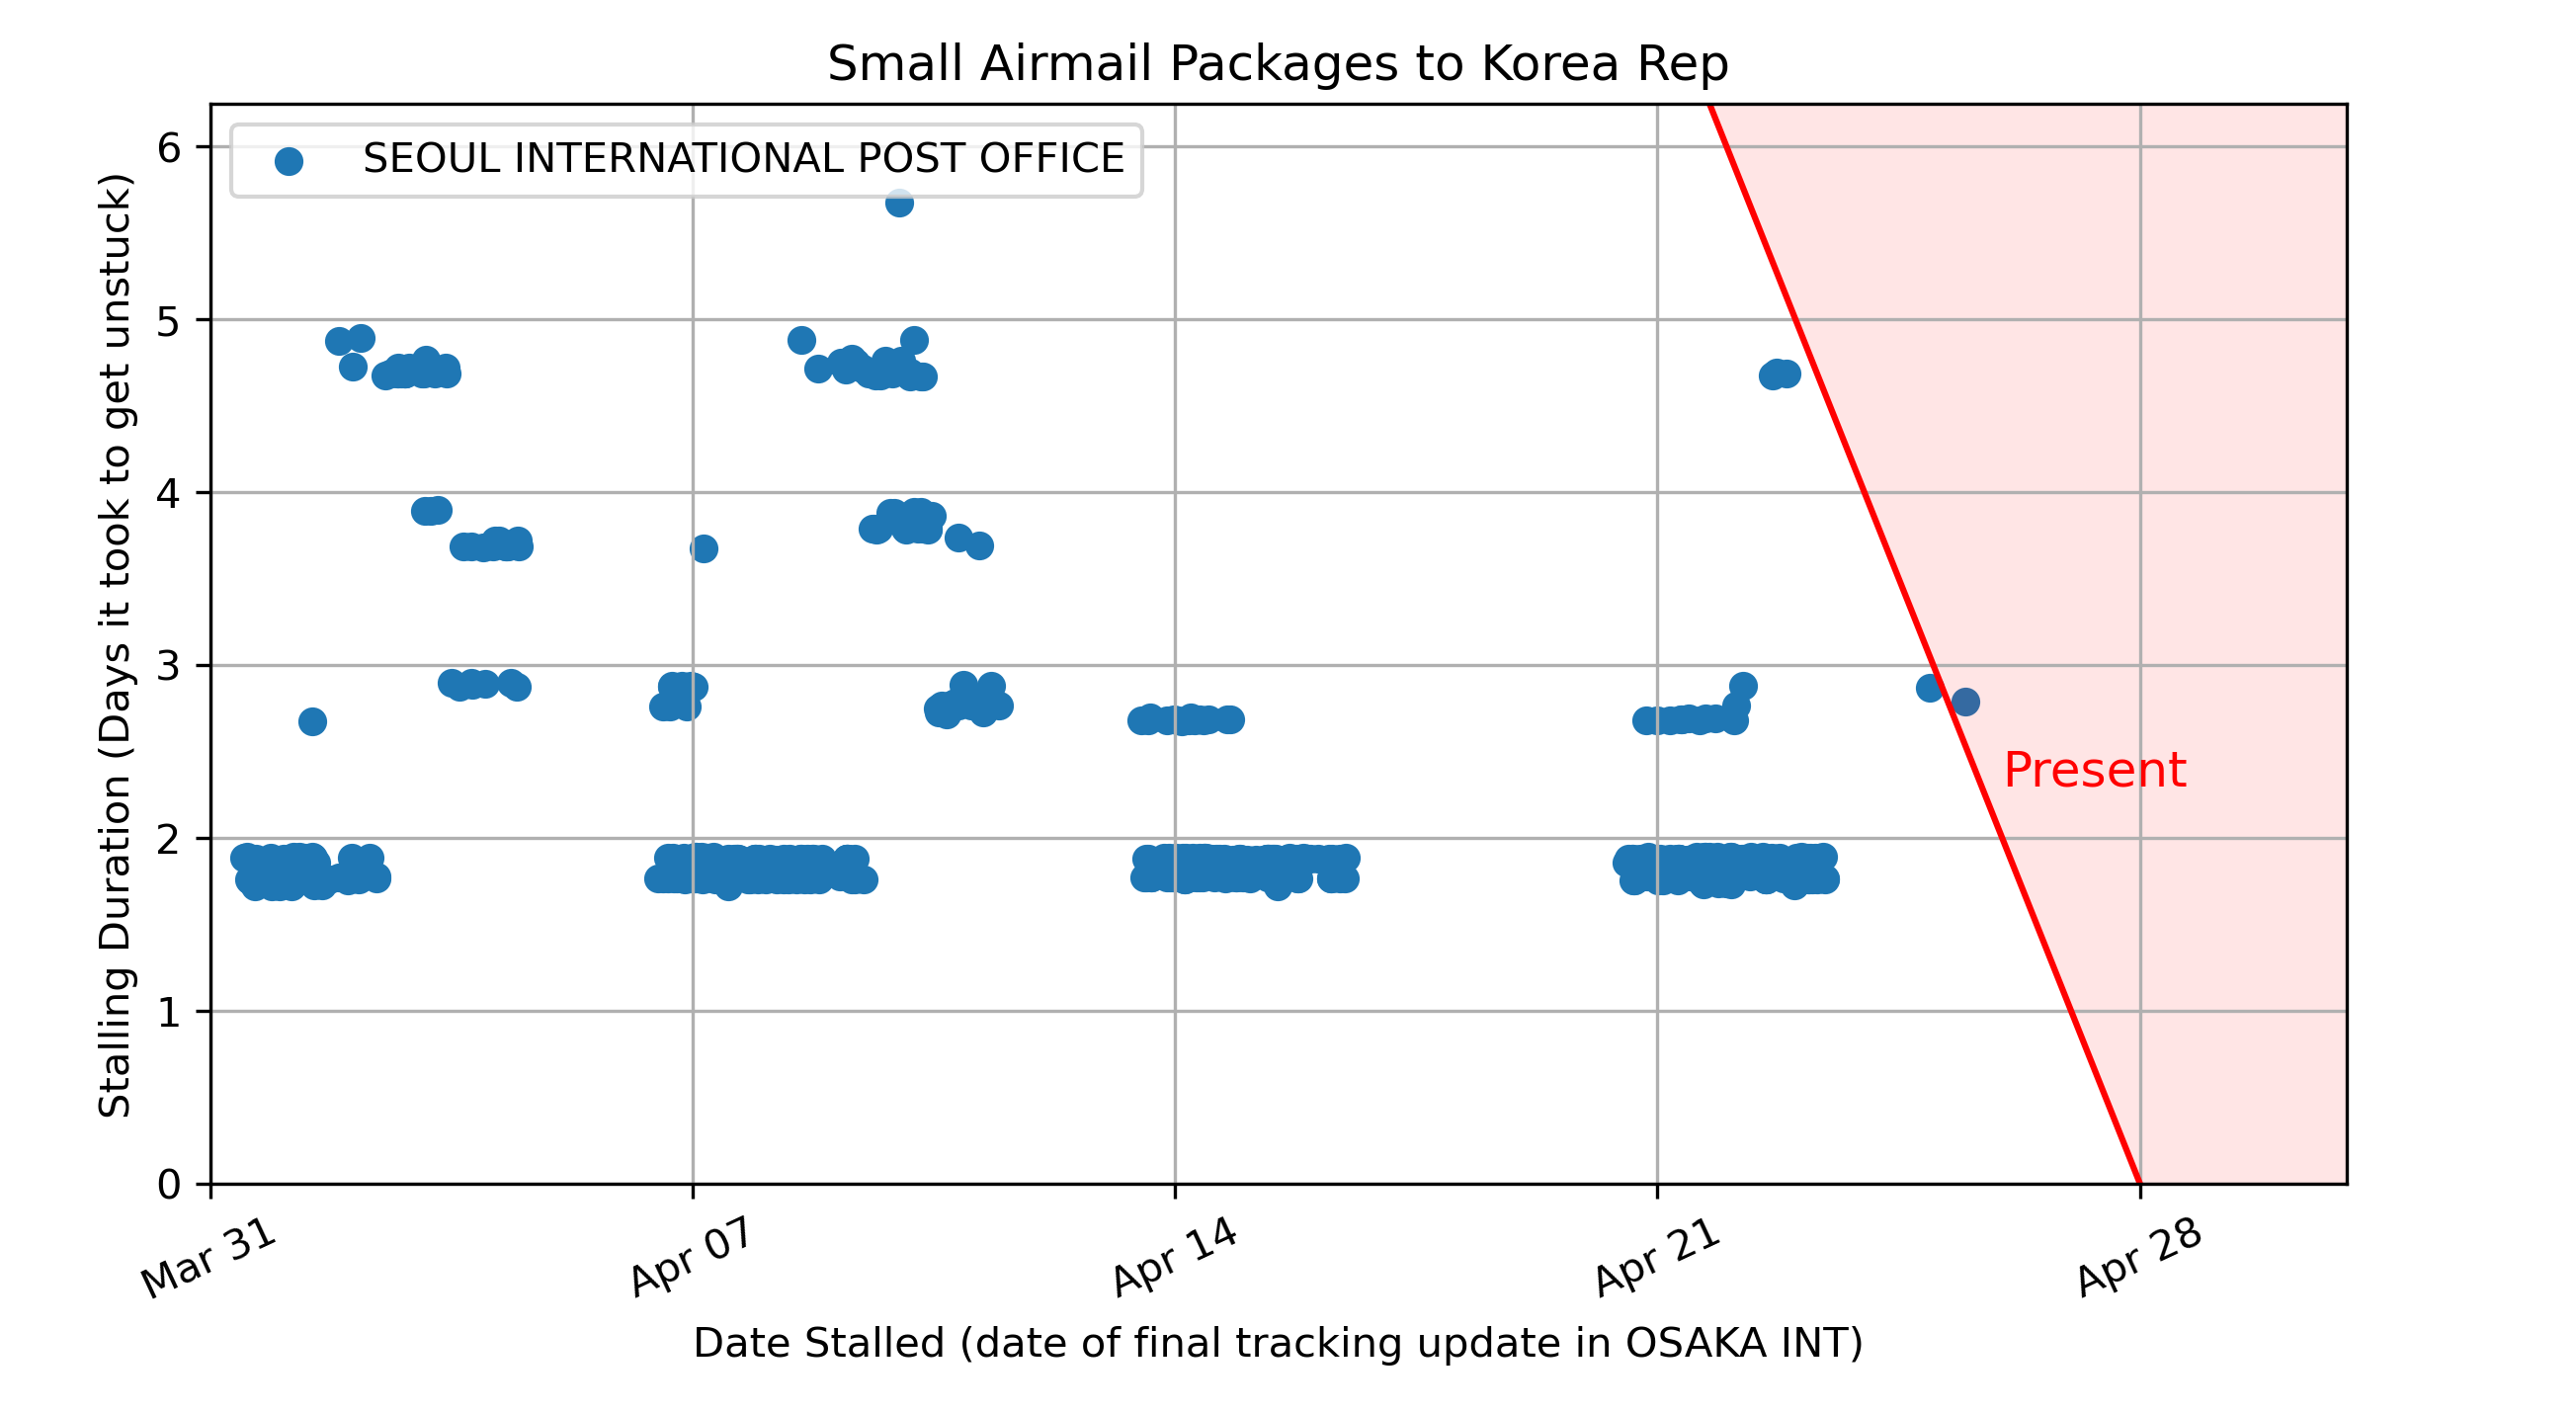 Small Airmail Packages to Korea Rep
SEOUL INTERNATIONAL POST OFFICE
Stalling Duration (Days it took to get unstuck)
6
5
4
3
2
1
0
Present
Mar 31
Apr 07
Apr 14
Apr 21
Apr 28
Date Stalled (date of final tracking update in OSAKA INT)